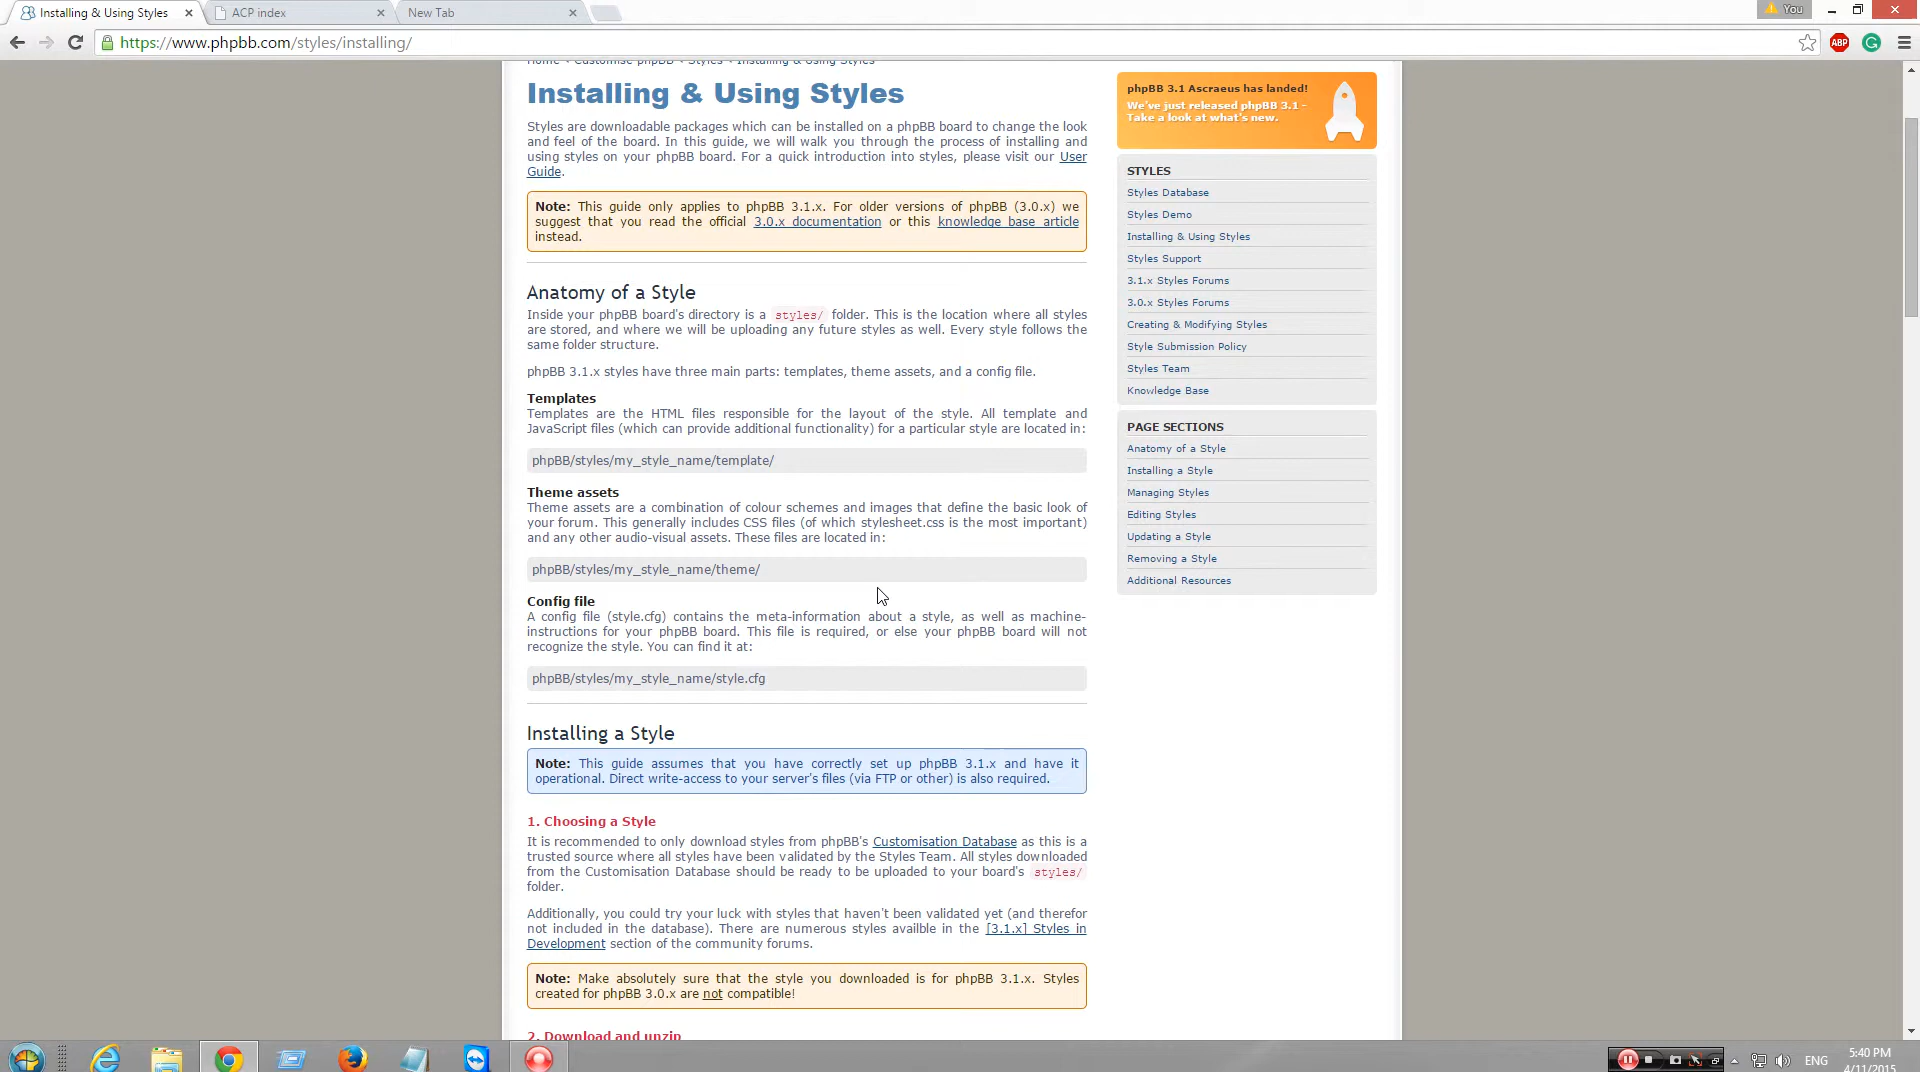 Installing & Using Styles
ACP index
New Tab
You
https://www.phpbb.com/styles/installing/
ABP
Home ‹ Customise phpBB ‹ Styles ‹ Installing & Using Styles
Installing & Using Styles
Styles are downloadable packages which can be installed on a phpBB board to change the look
and feel of the board. In this guide, we will walk you through the process of installing and
using styles on your phpBB board. For a quick introduction into styles, please visit our User
Guide.
Note: This guide only applies to phpBB 3.1.x. For older versions of phpBB (3.0.x) we
suggest that you read the official 3.0.x documentation or this knowledge base article
instead.
Anatomy of a Style
Inside your phpBB board's directory is a styles/ folder. This is the location where all styles
are stored, and where we will be uploading any future styles as well. Every style follows the
same folder structure.
phpBB 3.1.x styles have three main parts: templates, theme assets, and a config file.
Templates
Templates are the HTML files responsible for the layout of the style. All template and
JavaScript files (which can provide additional functionality) for a particular style are located in:
phpBB/styles/my_style_name/template/
Theme assets
Theme assets are a combination of colour schemes and images that define the basic look of
your forum. This generally includes CSS files (of which stylesheet.css is the most important)
and any other audio-visual assets. These files are located in:
phpBB/styles/my_style_name/theme/
Config file
A config file (style.cfg) contains the meta-information about a style, as well as machine-
instructions for your phpBB board. This file is required, or else your phpBB board will not
recognize the style. You can find it at:
phpBB/styles/my_style_name/style.cfg
Installing a Style
Note: This guide assumes that you have correctly set up phpBB 3.1.x and have it
operational. Direct write-access to your server's files (via FTP or other) is also required.
1. Choosing a Style
It is recommended to only download styles from phpBB's Customisation Database as this is a
trusted source where all styles have been validated by the Styles Team. All styles downloaded
from the Customisation Database should be ready to be uploaded to your board's styles/
folder.
Additionally, you could try your luck with styles that haven't been validated yet (and therefor
not included in the database). There are numerous styles availble in the [3.1.x] Styles in
Development section of the community forums.
Note: Make absolutely sure that the style you downloaded is for phpBB 3.1.x. Styles
created for phpBB 3.0.x are not compatible!
2. Download and unzip
phpBB 3.1 Ascraeus has landed!
We've just released phpBB 3.1 -
Take a look at what's new.
STYLES
Styles Database
Styles Demo
Installing & Using Styles
Styles Support
3.1.x Styles Forums
3.0.x Styles Forums
Creating & Modifying Styles
Style Submission Policy
Styles Team
Knowledge Base
PAGE SECTIONS
Anatomy of a Style
Installing a Style
Managing Styles
Editing Styles
Updating a Style
Removing a Style
Additional Resources
ENG
5:40 PM
4/11/2015